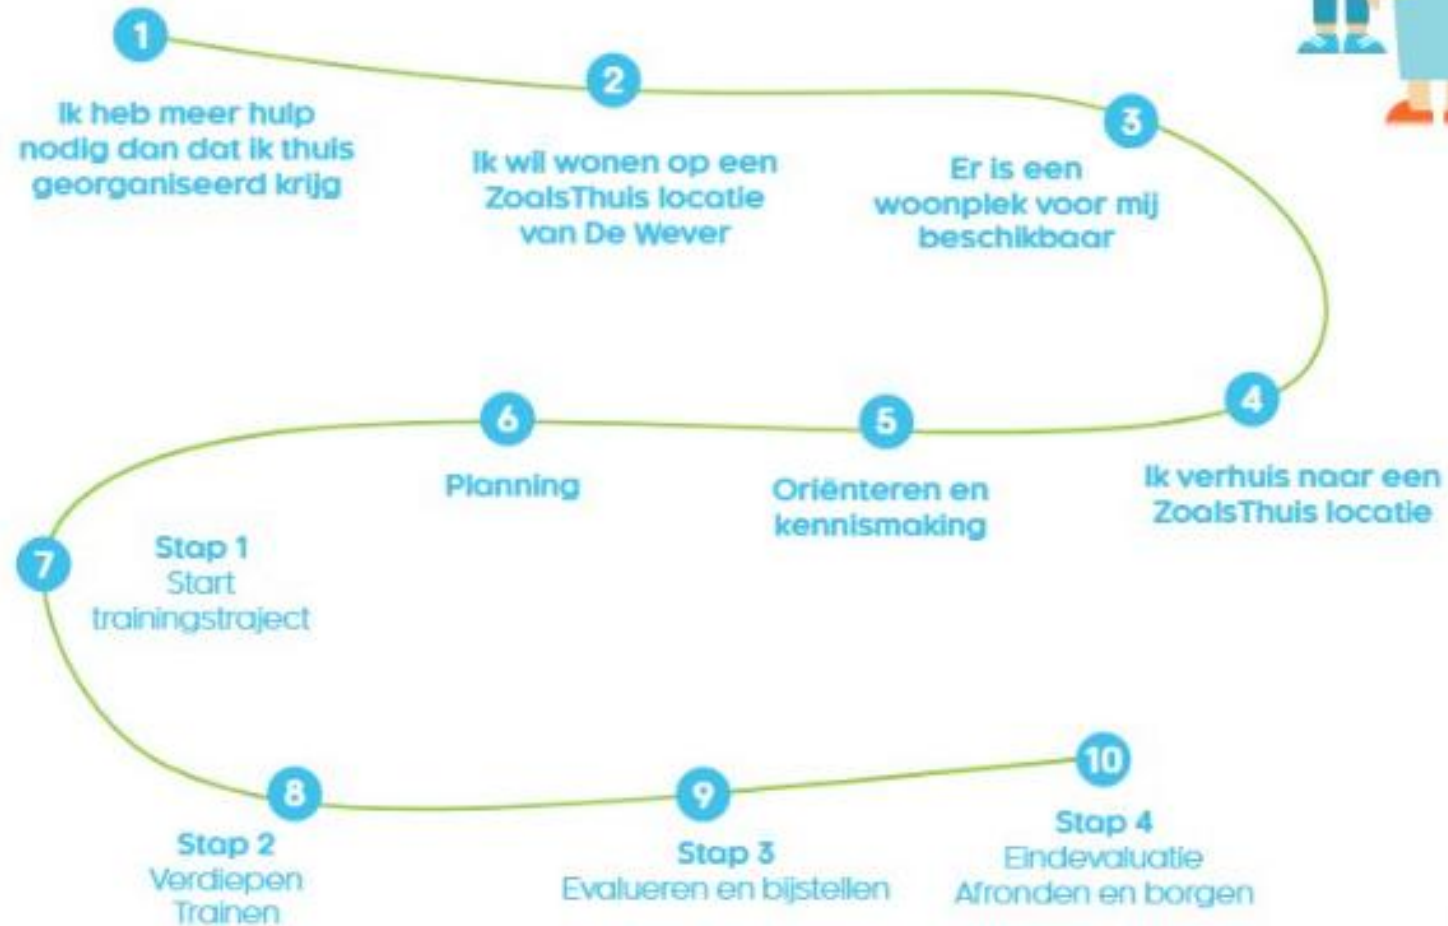 1
Ik heb meer hulp
nodig dan dat ik thuis
georganiseerd krijg
2
Ik wil wonen op een
ZoalsThuis locatie
van De Wever
3
Er is een
woonplek voor mij
beschikbaar
4
Ik verhuis naar een
ZoalsThuis locatie
5
Oriënteren en
kennismaking
6
Planning
7
Stap 1
Start
trainingstraject
8
Stap 2
Verdiepen
Trainen
9
Stap 3
Evalueren en bijstellen
10
Stap 4
Eindevaluatie
Afronden en borgen